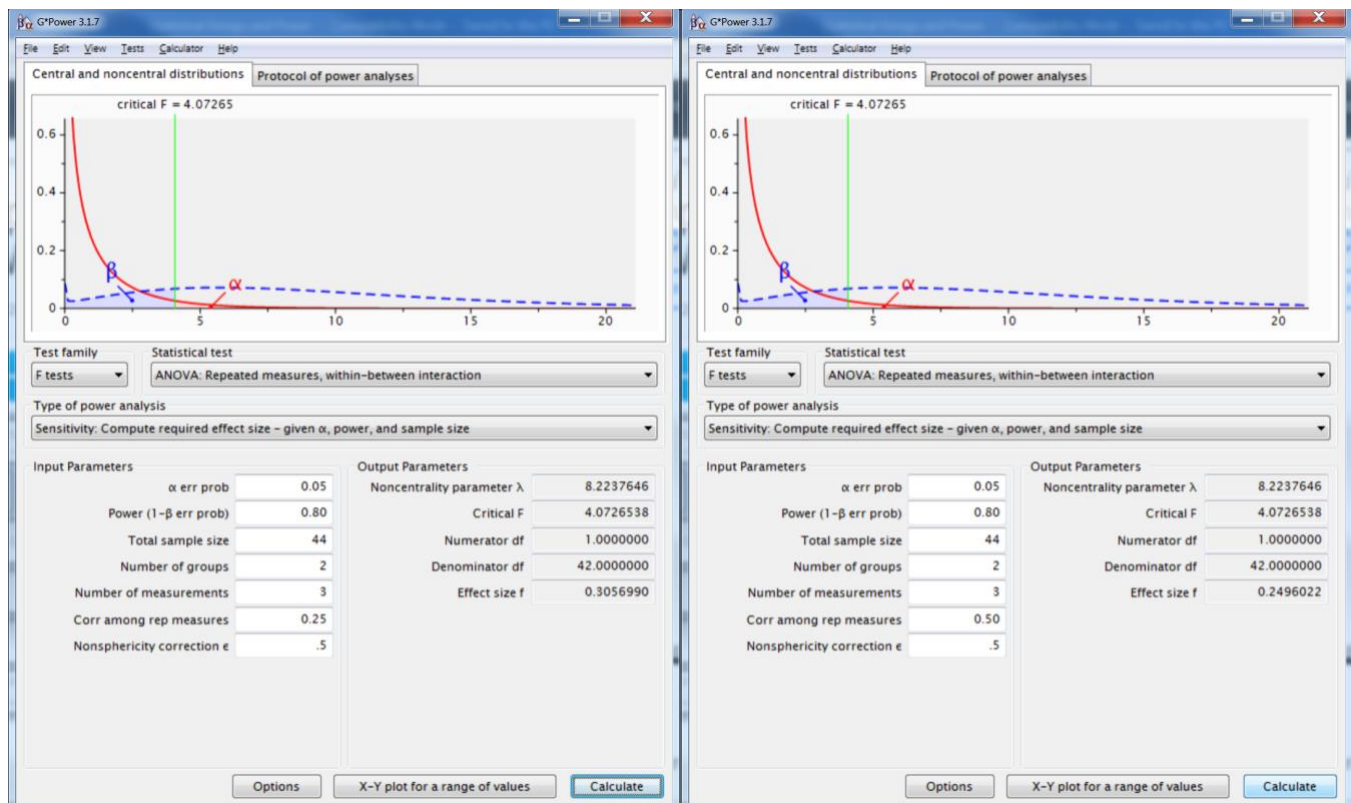 βα G*Power 3.1.7
File Edit View Tests Calculator Help
Central and noncentral distributions Protocol of power analyses
critical F = 4.07265
0.6
0.4
0.2
0
β
α
0 5 10 15 20
Test family Statistical test
F tests ANOVA: Repeated measures, within-between interaction
Type of power analysis
Sensitivity: Compute required effect size - given α, power, and sample size
Input Parameters Output Parameters
α err prob 0.05 Noncentrality parameter λ 8.2237646
Power (1-β err prob) 0.80 Critical F 4.0726538
Total sample size 44 Numerator df 1.0000000
Number of groups 2 Denominator df 42.0000000
Number of measurements 3 Effect size f 0.3056990
Corr among rep measures 0.25
Nonsphericity correction ϵ .5
Options X-Y plot for a range of values Calculate
βα G*Power 3.1.7
File Edit View Tests Calculator Help
Central and noncentral distributions Protocol of power analyses
critical F = 4.07265
0.6
0.4
0.2
0
β
α
0 5 10 15 20
Test family Statistical test
F tests ANOVA: Repeated measures, within-between interaction
Type of power analysis
Sensitivity: Compute required effect size - given α, power, and sample size
Input Parameters Output Parameters
α err prob 0.05 Noncentrality parameter λ 8.2237646
Power (1-β err prob) 0.80 Critical F 4.0726538
Total sample size 44 Numerator df 1.0000000
Number of groups 2 Denominator df 42.0000000
Number of measurements 3 Effect size f 0.2496022
Corr among rep measures 0.50
Nonsphericity correction ϵ .5
Options X-Y plot for a range of values Calculate